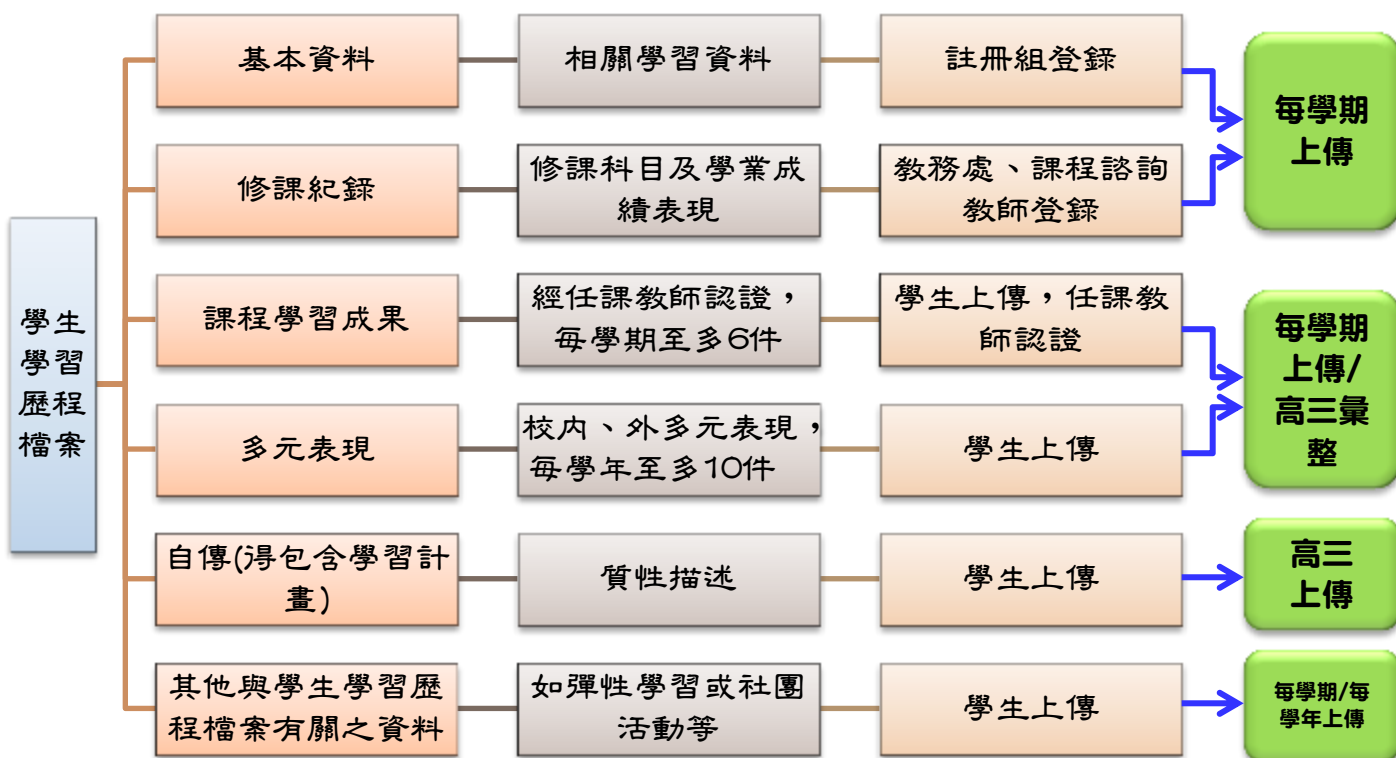 學生
學習
歷程
檔案
基本資料
相關學習資料
註冊組登錄
每學期
上傳
修課紀錄
修課科目及學業成
績表現
教務處、課程諮詢
教師登錄
課程學習成果
經任課教師認證，
每學期至多6件
學生上傳，任課教
師認證
每學期
上傳/
高三彙
整
多元表現
校內、外多元表現，
每學年至多10件
學生上傳
自傳(得包含學習計
畫)
質性描述
學生上傳
高三
上傳
其他與學生學習歷
程檔案有關之資料
如彈性學習或社團
活動等
學生上傳
每學期/每
學年上傳